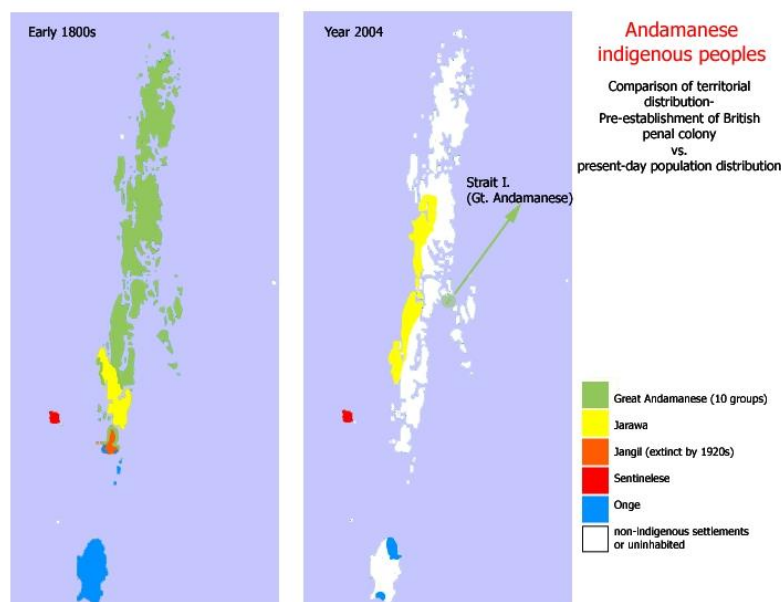 Early 1800s
Year 2004
Strait I.
(Gt. Andamanese)
Andamanese
indigenous peoples
Comparison of territorial
distribution-
Pre-establishment of British
penal colony
vs.
present-day population distribution
Great Andamanese (10 groups)
Jarawa
Jangil (extinct by 1920s)
Sentinelese
Onge
non-indigenous settlements
or uninhabited